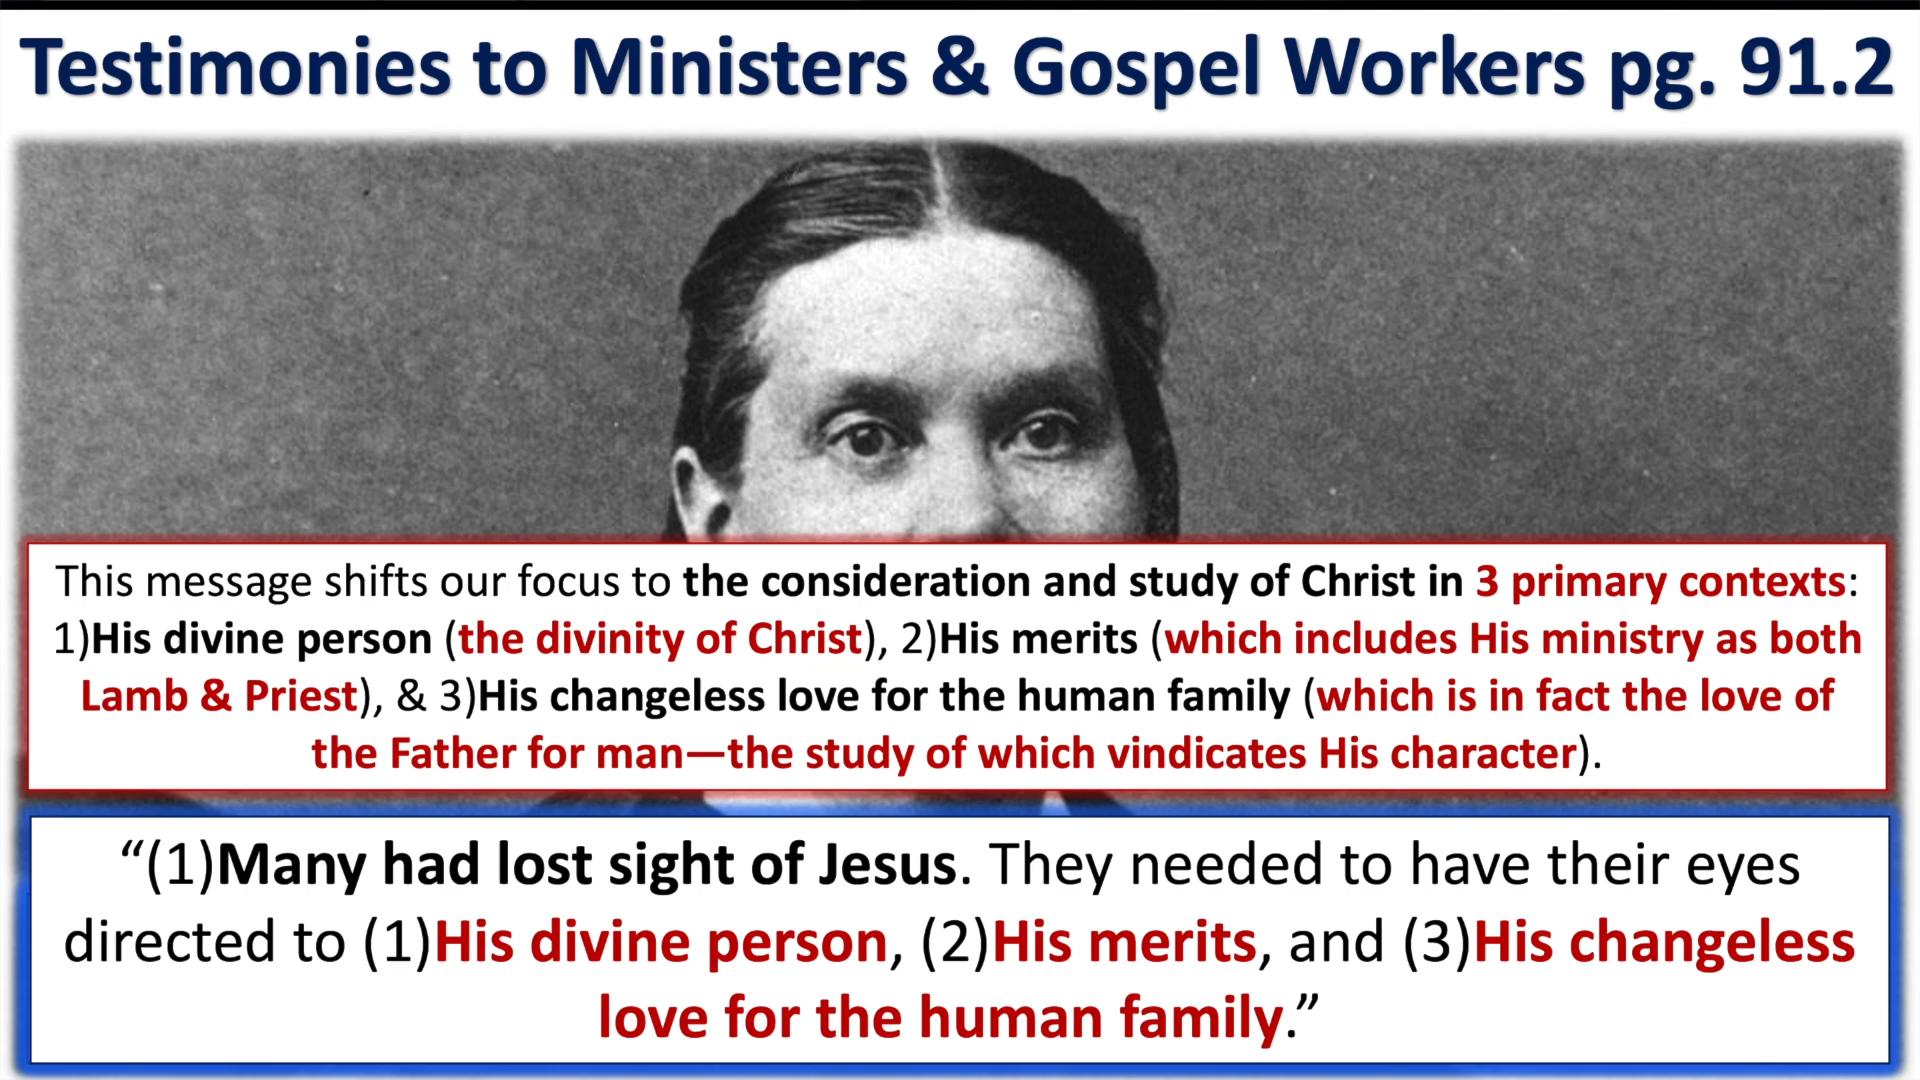 Testimonies to Ministers & Gospel Workers pg. 91.2
This message shifts our focus to the consideration and study of Christ in 3 primary contexts:
1)His divine person (the divinity of Christ), 2)His merits (which includes His ministry as both
Lamb & Priest), & 3)His changeless love for the human family (which is in fact the love of
the Father for man—the study of which vindicates His character).
“(1)Many had lost sight of Jesus. They needed to have their eyes
directed to (1)His divine person, (2)His merits, and (3)His changeless
love for the human family.”